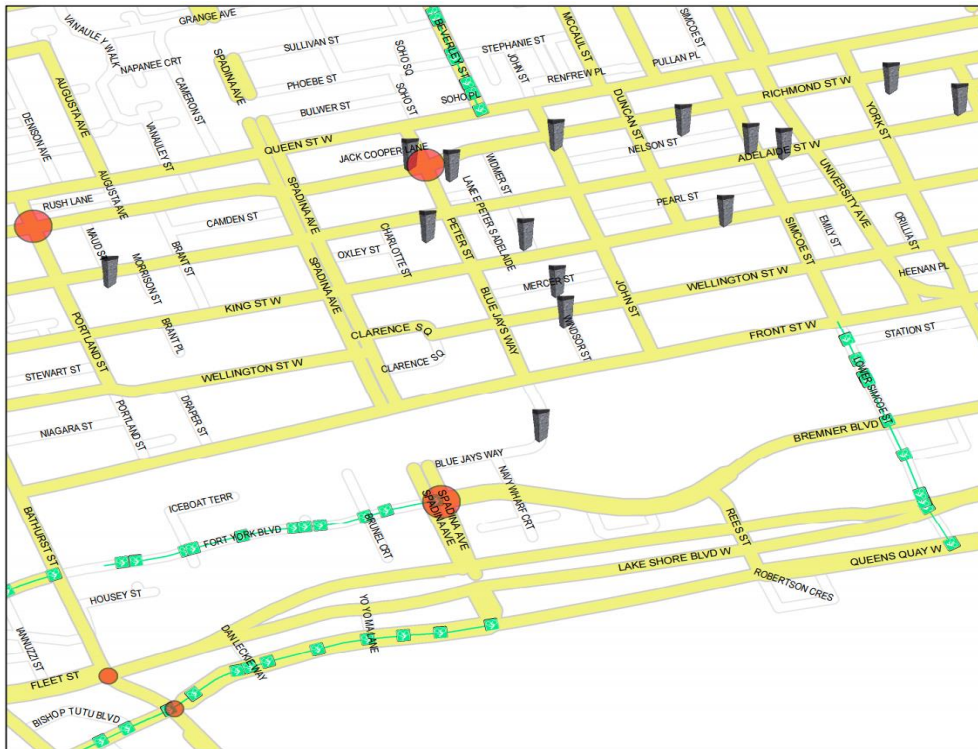 GRANGE AVE
VANAULEY WALK
BEVERLEY ST
MCCAUL ST
SIMCOE ST
SULLIVAN ST
SOHO SQ
STEPHANIE ST
JOHN ST
PULLAN PL
NAPANEE CRT
SPADINA AVE
PHOEBE ST
RENFREW PL
RICHMOND ST W
AUGUSTA AVE
CAMERON ST
SOHO ST
SOHO PL
DUNCAN ST
YORK ST
DENISON AVE
VANAULEY ST
BULWER ST
QUEEN ST W
JACK COOPER LANE
NELSON ST
ADELAIDE ST W
WIDMER ST
LANE E PETER S ADELAIDE
RUSH LANE
AUGUSTA AVE
SPADINA AVE
CAMDEN ST
PEARL ST
UNIVERSITY AVE
MAUD ST
BRANT ST
OXLEY ST
CHARLOTTE ST
PETER ST
SIMCOE ST
EMILY ST
ORILLIA ST
MORRISON ST
SPADINA AVE
MERCER ST
JOHN ST
WELLINGTON ST W
HEENAN PL
KING ST W
BLUE JAYS WAY
PORTLAND ST
BRANT PL
CLARENCE SQ
WINDSOR ST
FRONT ST W
STATION ST
STEWART ST
WELLINGTON ST W
CLARENCE SQ
LOWER SIMCOE ST
PORTLAND ST
DRAPER ST
NIAGARA ST
BREMNER BLVD
BLUE JAYS WAY
NAVY WHARF CRT
ICEBOAT TERR
SPADINA AVE
SPADINA AVE
BATHURST ST
FORT YORK BLVD
BRUNEL CRT
REES ST
LAKE SHORE BLVD W
QUEENS QUAY W
HOUSEY ST
ROBERTSON CRES
YO YO MA LANE
DAN LECKIE WAY
IANNUZZI ST
FLEET ST
BISHOP TUTU BLVD